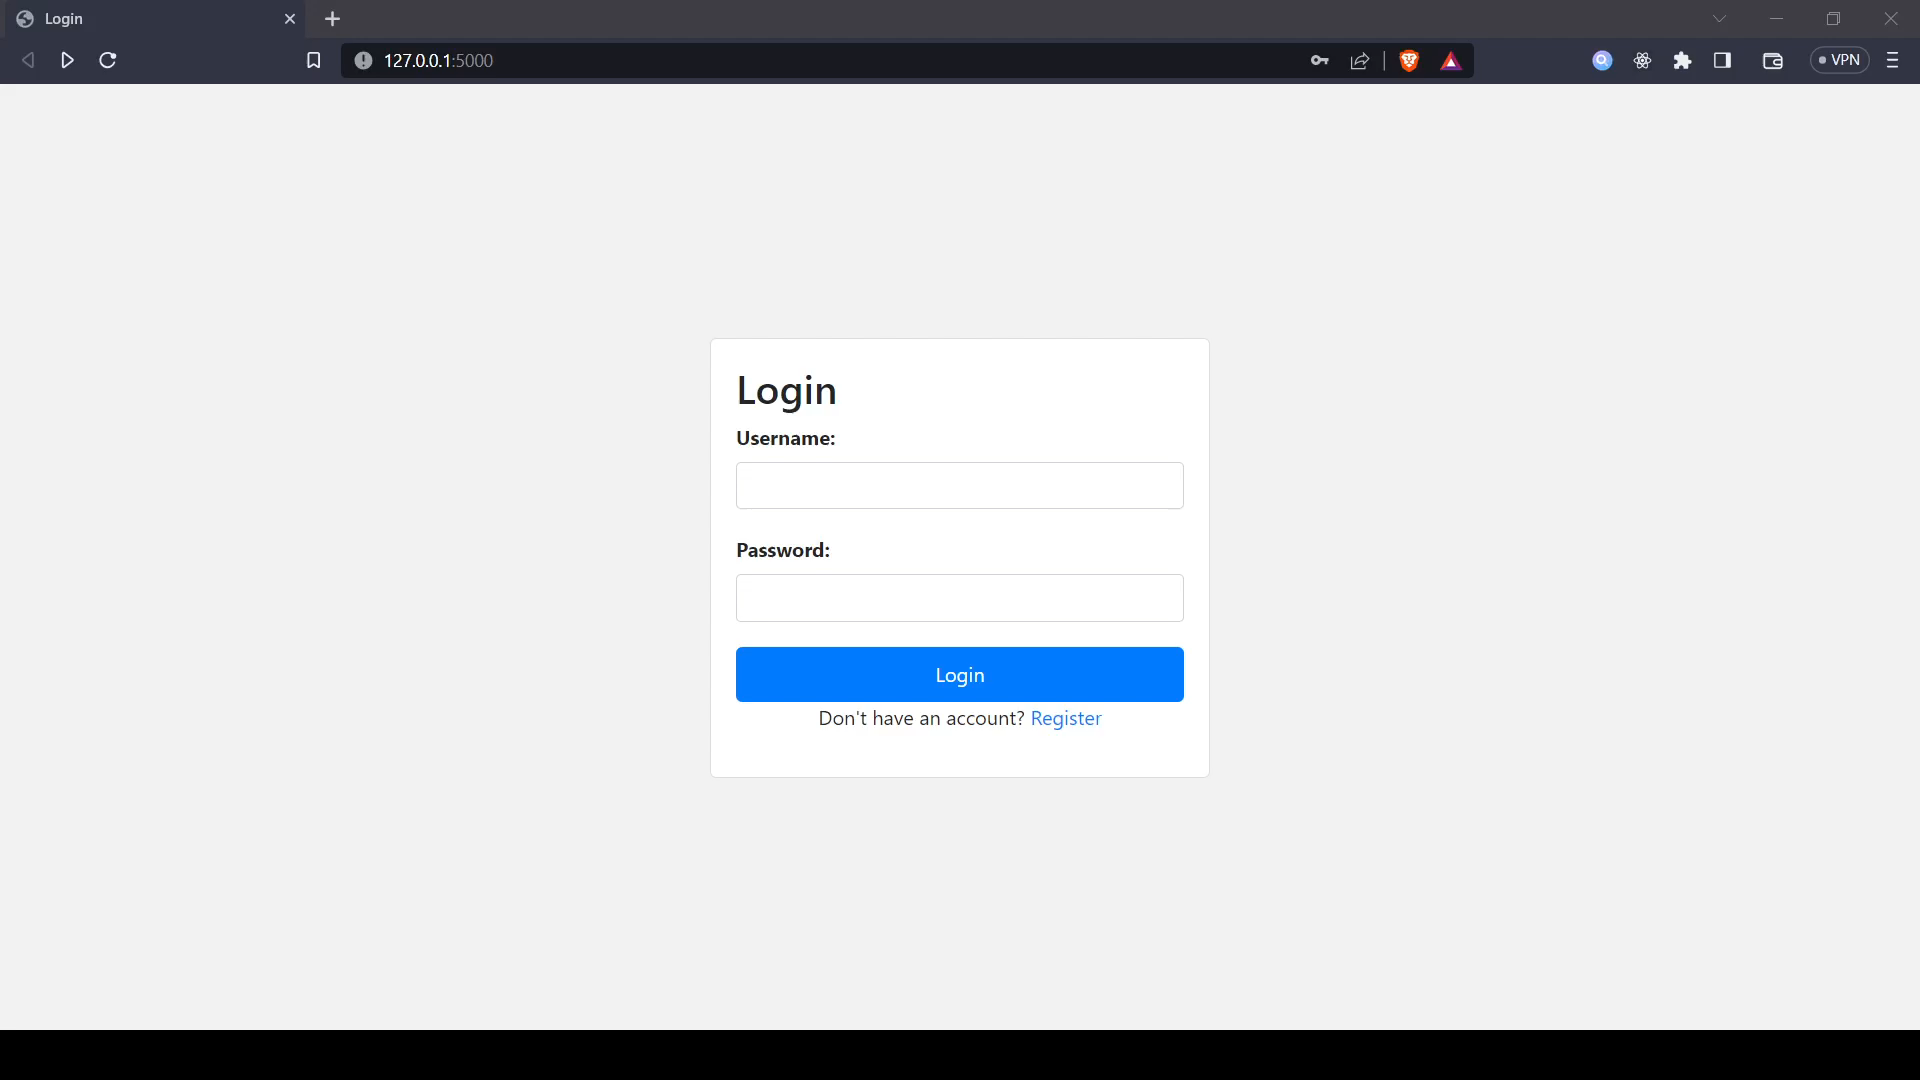 Login
127.0.0.1:5000
VPN
Login
Username:
Password:
Login
Don't have an account? Register